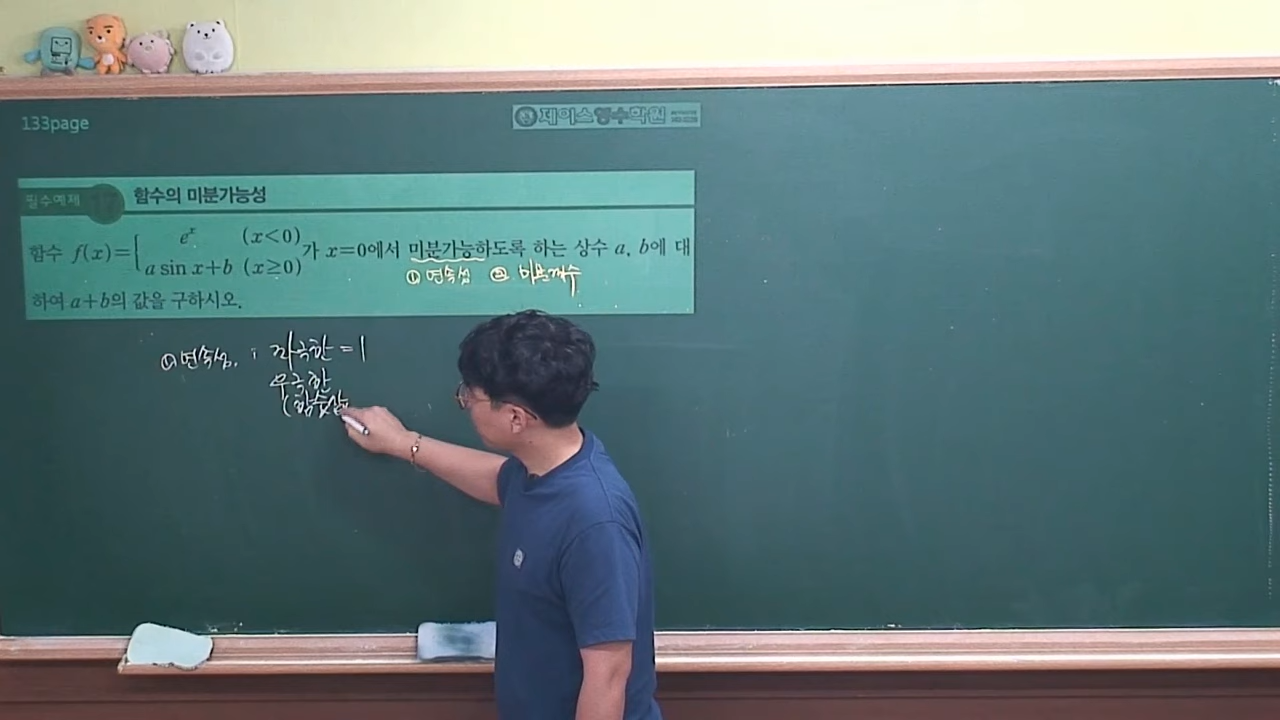 133page
제이스영수학원
필수예제 17 함수의 미분가능성
함수 f(x)={ e^x (x<0)
a sin x+b (x≥0) 가 x=0에서 미분가능하도록 하는 상수 a, b에 대
① 연속성 ② 미분계수
하여 a+b의 값을 구하시오.
① 연속성. : 좌극한 = 1
우극한
(함숫값